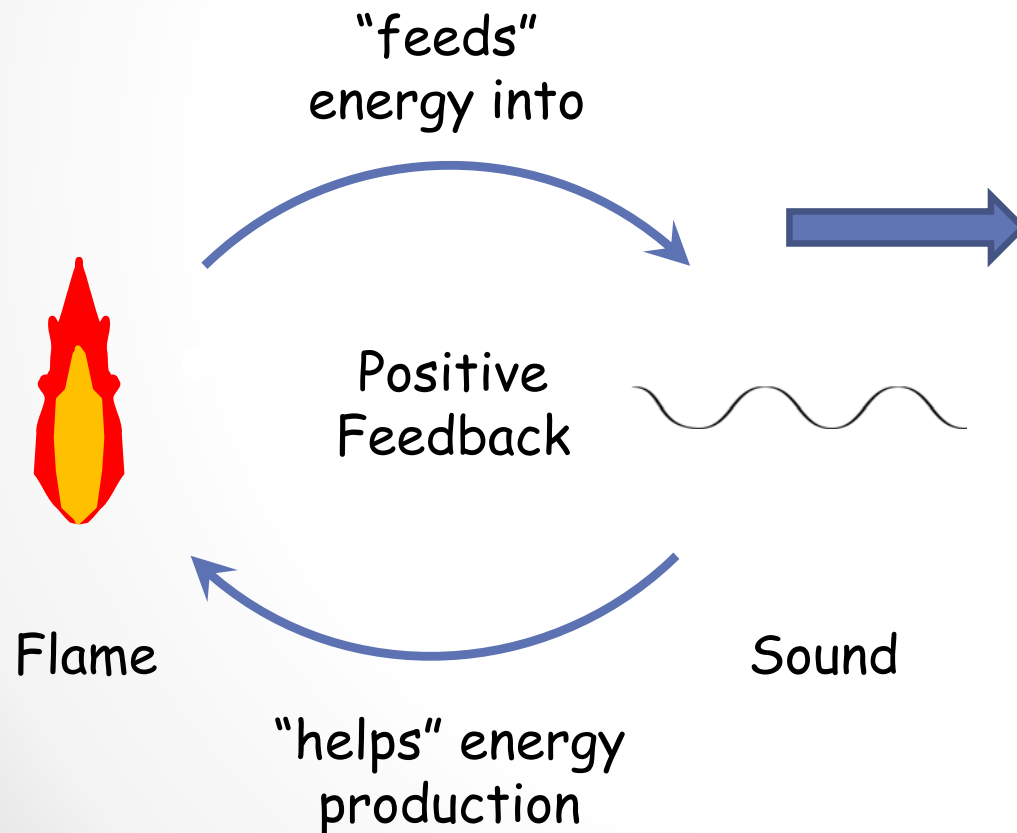 “feeds”
energy into
Positive
Feedback
Flame
Sound
“helps” energy
production